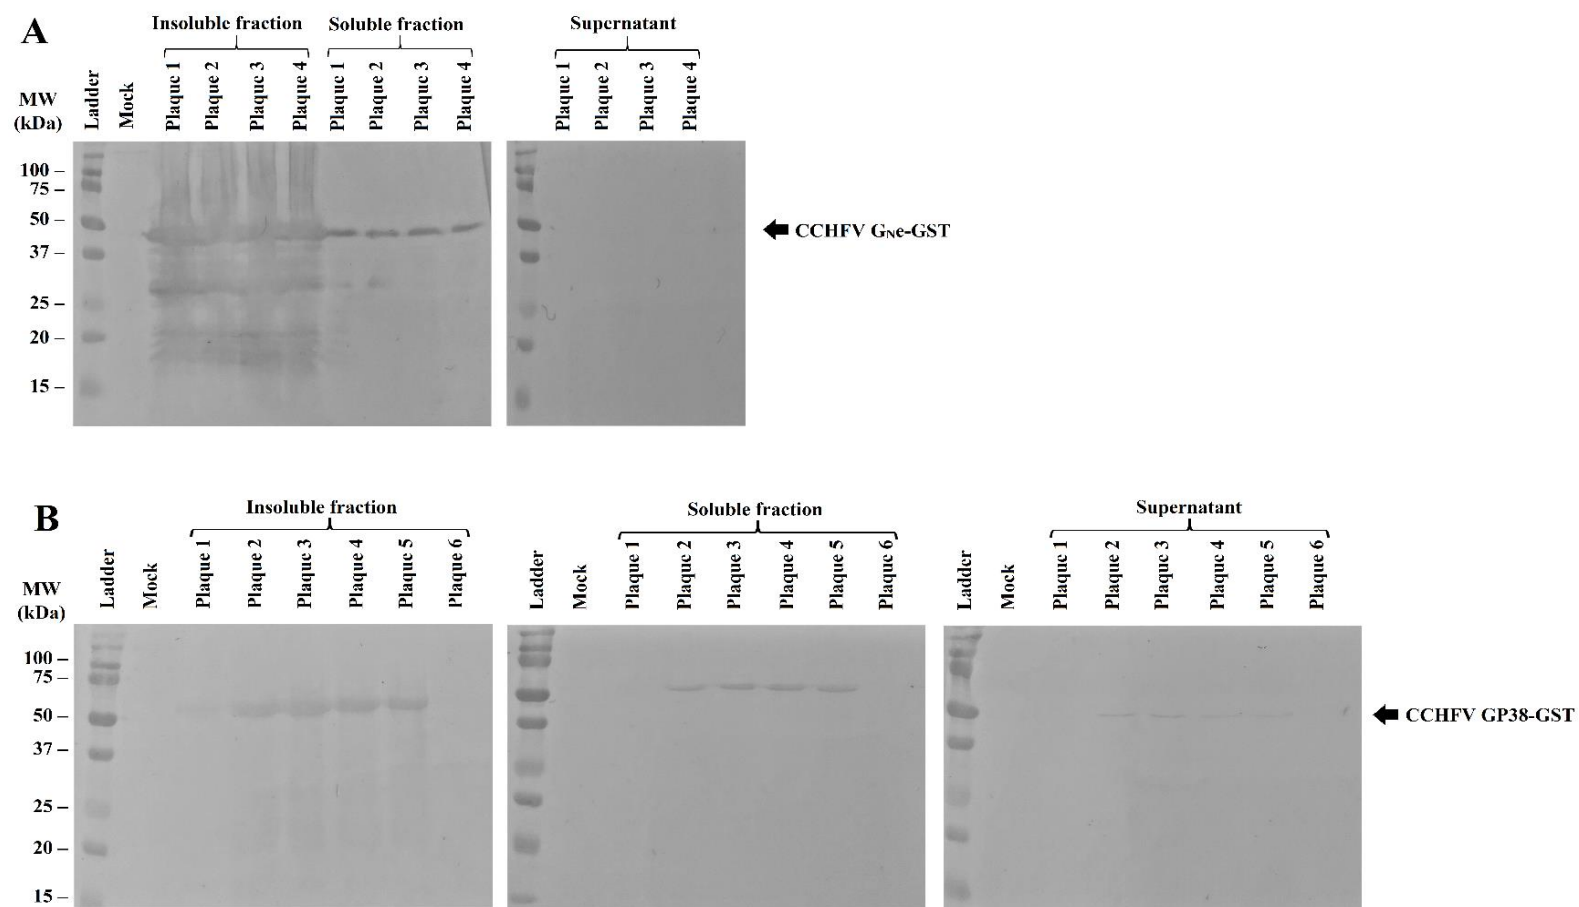 A
Insoluble fraction Soluble fraction Supernatant
MW
(kDa)
Ladder Mock Plaque 1 Plaque 2 Plaque 3 Plaque 4 Plaque 1 Plaque 2 Plaque 3 Plaque 4 Plaque 1 Plaque 2 Plaque 3 Plaque 4
100 –
75 –
50 –
37 –
25 –
20 –
15 –
CCHFV GNe-GST
B
Insoluble fraction Soluble fraction Supernatant
MW
(kDa)
Ladder Mock Plaque 1 Plaque 2 Plaque 3 Plaque 4 Plaque 5 Plaque 6 Ladder Mock Plaque 1 Plaque 2 Plaque 3 Plaque 4 Plaque 5 Plaque 6 Ladder Mock Plaque 1 Plaque 2 Plaque 3 Plaque 4 Plaque 5 Plaque 6
100 –
75 –
50 –
37 –
25 –
20 –
15 –
CCHFV GP38-GST